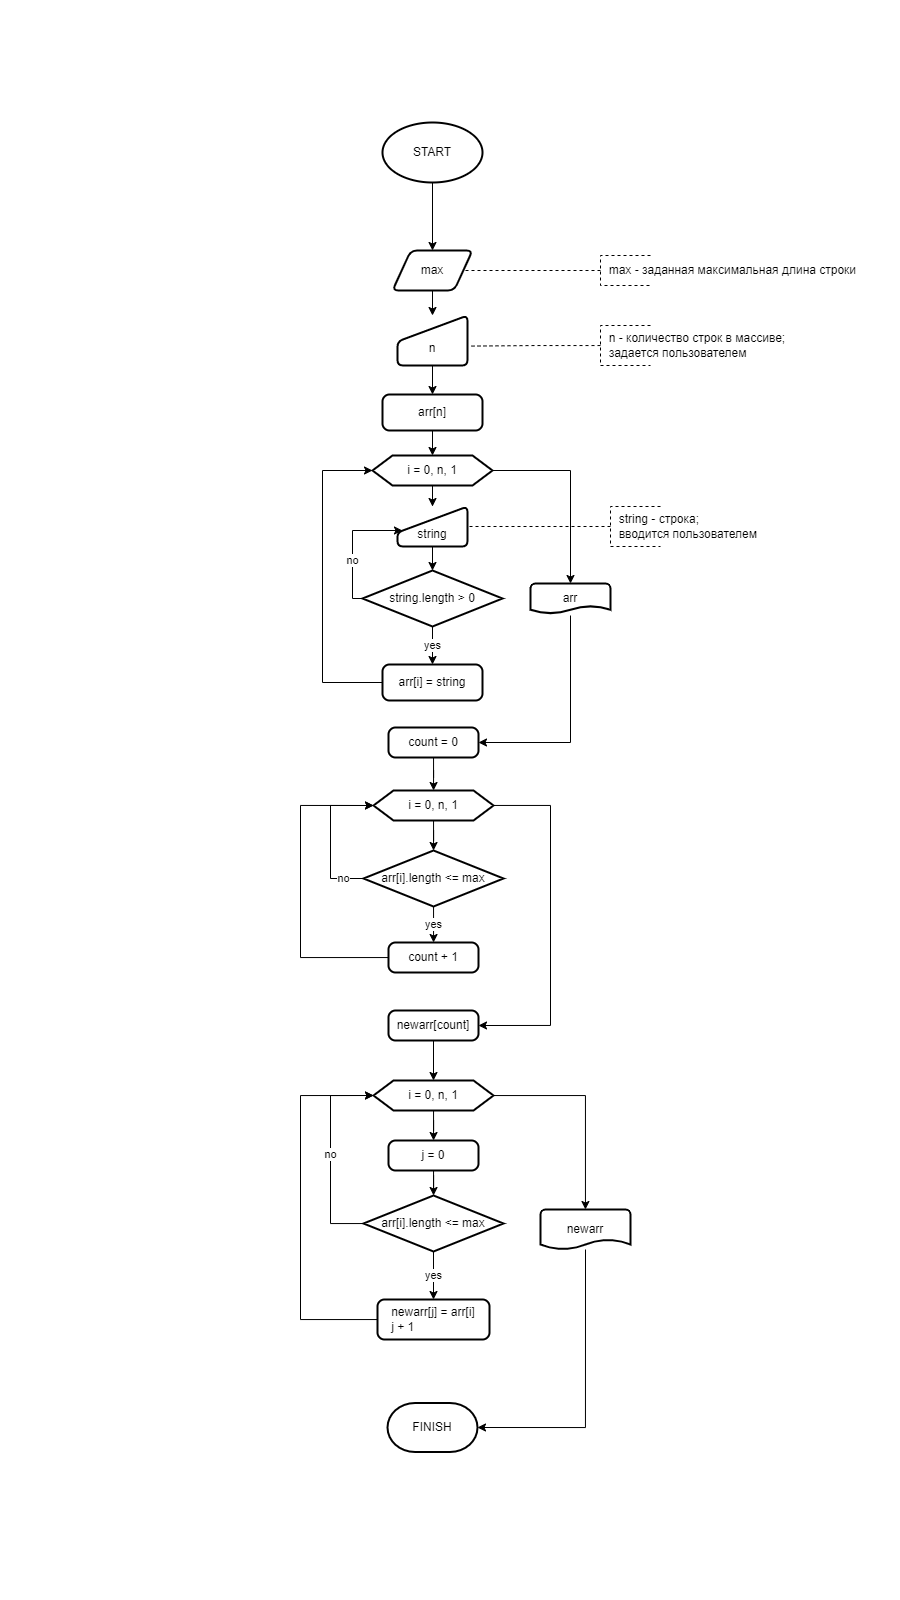 START
max
max - заданная максимальная длина строки
n
n - количество строк в массиве;
задается пользователем
arr[n]
i = 0, n, 1
string
string - строка;
вводится пользователем
no
string.length > 0
arr
yes
arr[i] = string
count = 0
i = 0, n, 1
no
arr[i].length <= max
yes
count + 1
newarr[count]
i = 0, n, 1
no
j = 0
arr[i].length <= max
newarr
yes
newarr[j] = arr[i]
j + 1
FINISH